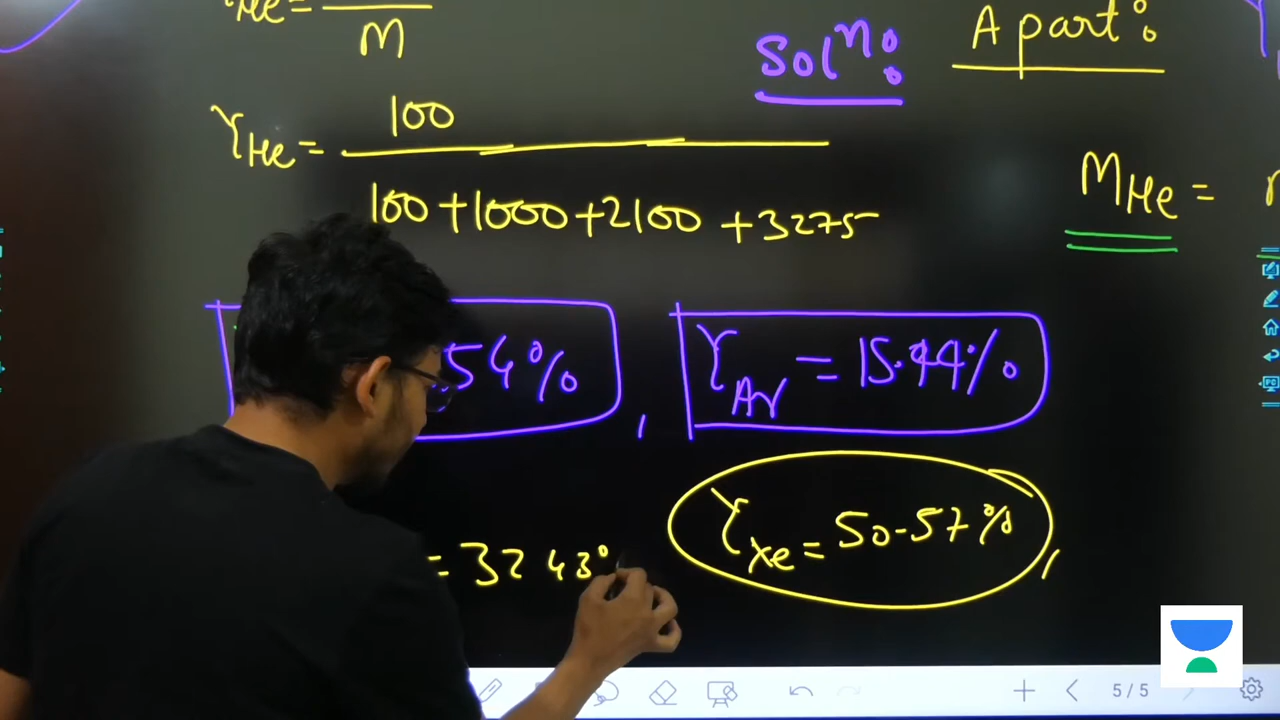 M
Solⁿ:
A part:
γHe = 100
100+1000+2100+3275
MHe =
54%
, γAr = 15.44%
γXe = 50.57%,
= 32 43%
5 / 5